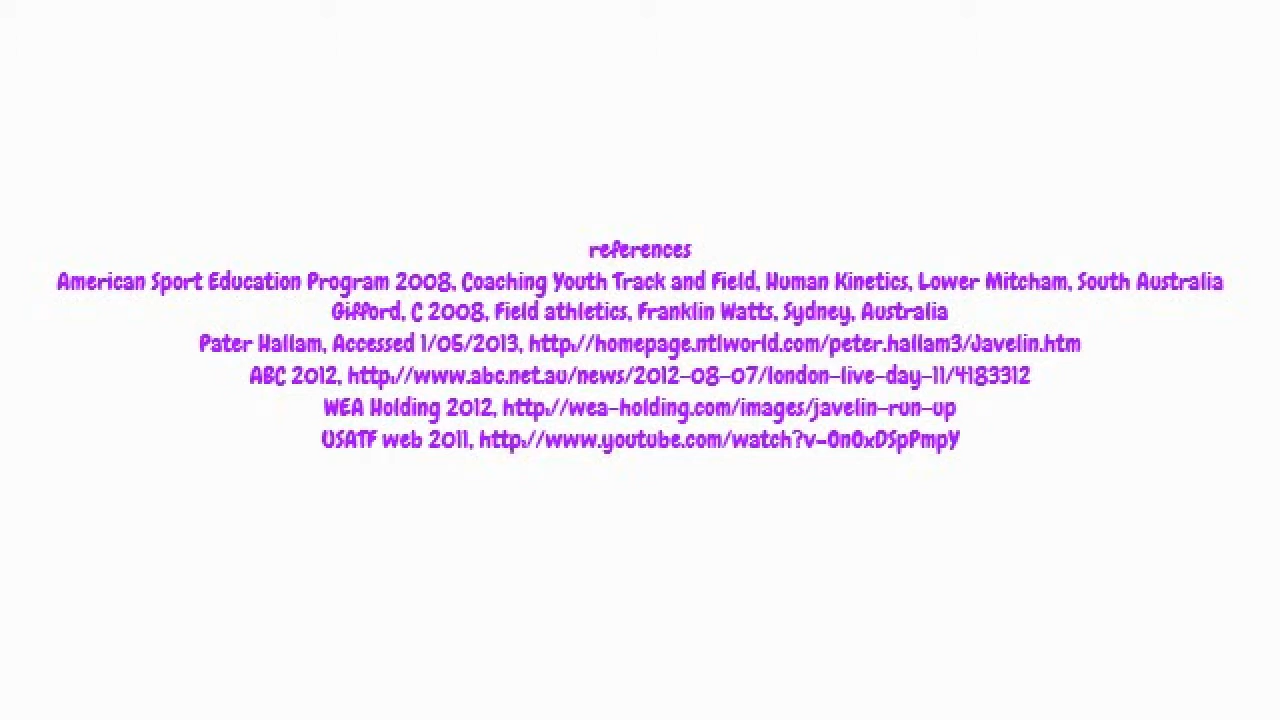 references
American Sport Education Program 2008, Coaching Youth Track and Field, Human Kinetics, Lower Mitcham, South Australia
Gifford, C 2008, Field athletics, Franklin Watts, Sydney, Australia
Pater Hallam, Accessed 1/05/2013, http://homepage.ntlworld.com/peter.hallam3/Javelin.htm
ABC 2012, http://www.abc.net.au/news/2012-08-07/london-live-day-11/4183312
WEA Holding 2012, http://wea-holding.com/images/javelin-run-up
USATF web 2011, http://www.youtube.com/watch?v=0n0xDSpPmpY